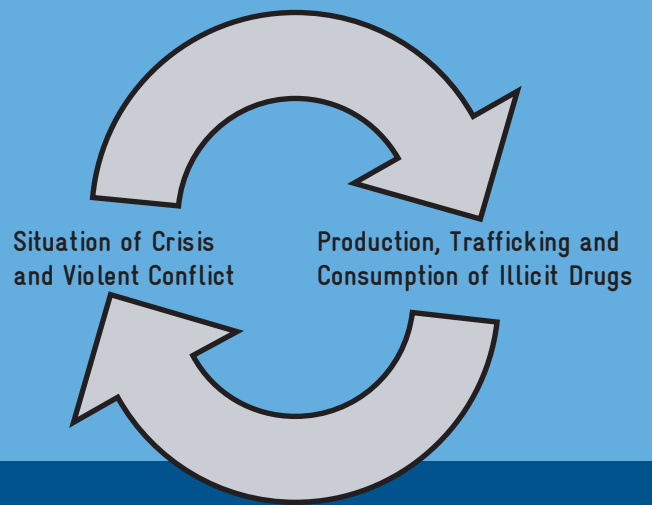 Situation of Crisis
and Violent Conflict
Production, Trafficking and
Consumption of Illicit Drugs